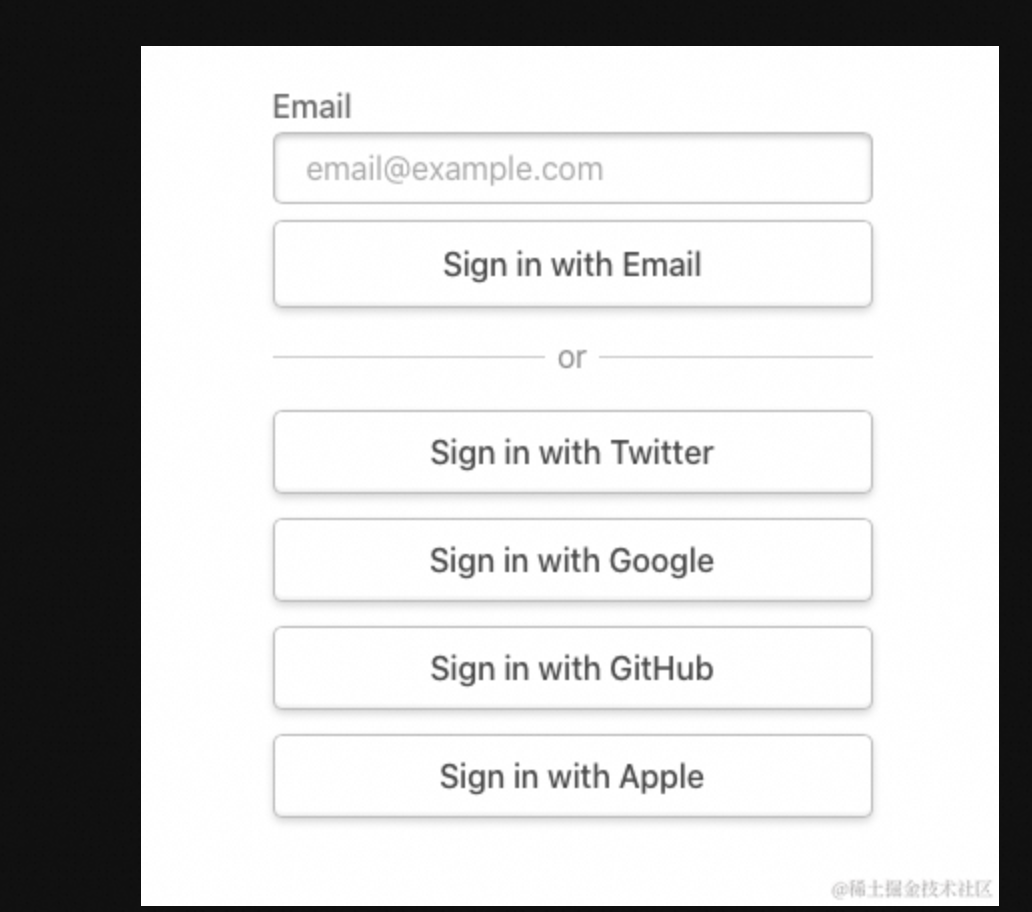 Email
email@example.com
Sign in with Email
or
Sign in with Twitter
Sign in with Google
Sign in with GitHub
Sign in with Apple
@稀土掘金技术社区